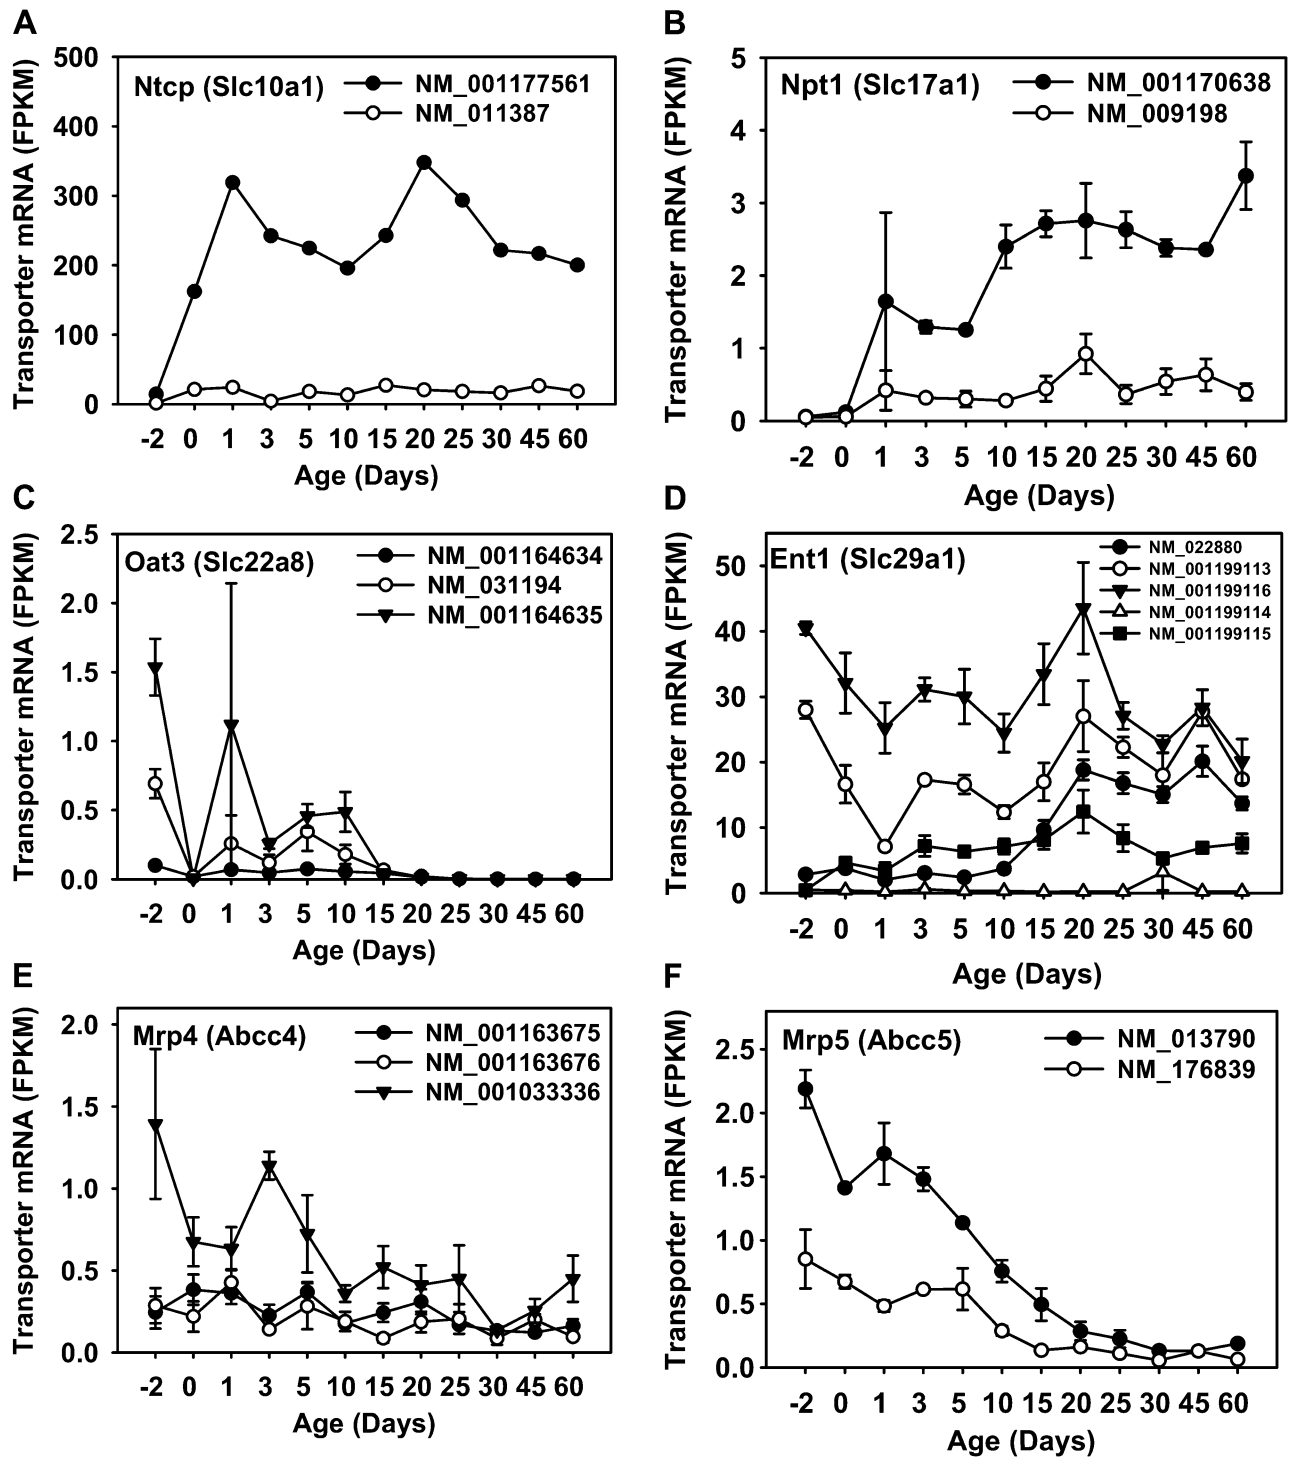 A
Transporter mRNA (FPKM)
500
400
300
200
100
0
Ntcp (Slc10a1)
NM_001177561
NM_011387
-2 0 1 3 5 10 15 20 25 30 45 60
Age (Days)
B
Transporter mRNA (FPKM)
5
4
3
2
1
0
Npt1 (Slc17a1)
NM_001170638
NM_009198
-2 0 1 3 5 10 15 20 25 30 45 60
Age (Days)
C
Transporter mRNA (FPKM)
2.5
2.0
1.5
1.0
0.5
0.0
Oat3 (Slc22a8)
NM_001164634
NM_031194
NM_001164635
-2 0 1 3 5 10 15 20 25 30 45 60
Age (Days)
D
Transporter mRNA (FPKM)
50
40
30
20
10
0
Ent1 (Slc29a1)
NM_022880
NM_001199113
NM_001199116
NM_001199114
NM_001199115
-2 0 1 3 5 10 15 20 25 30 45 60
Age (Days)
E
Transporter mRNA (FPKM)
2.0
1.5
1.0
0.5
0.0
Mrp4 (Abcc4)
NM_001163675
NM_001163676
NM_001033336
-2 0 1 3 5 10 15 20 25 30 45 60
Age (Days)
F
Transporter mRNA (FPKM)
2.5
2.0
1.5
1.0
0.5
0.0
Mrp5 (Abcc5)
NM_013790
NM_176839
-2 0 1 3 5 10 15 20 25 30 45 60
Age (Days)